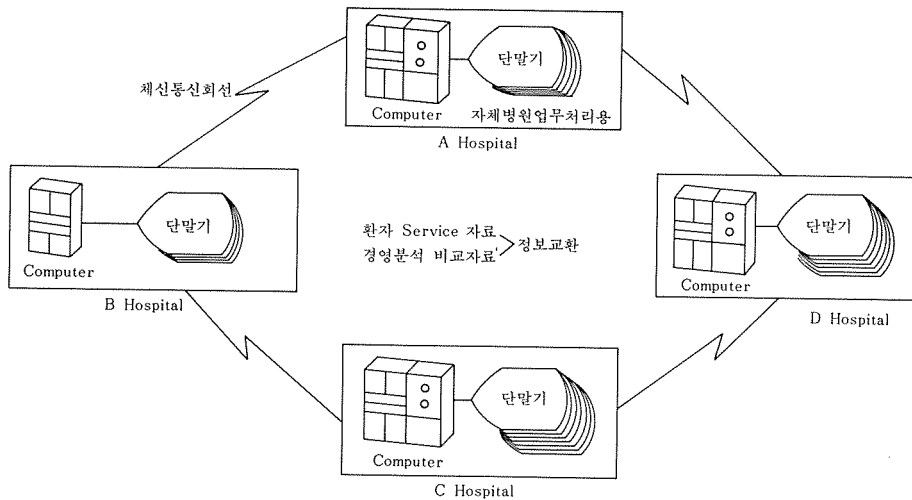 단말기
체신통신회선
Computer
자체병원업무처리용
A Hospital
단말기
Computer
B Hospital
환자 Service 자료
경영분석 비교자료
정보교환
단말기
Computer
D Hospital
단말기
Computer
C Hospital